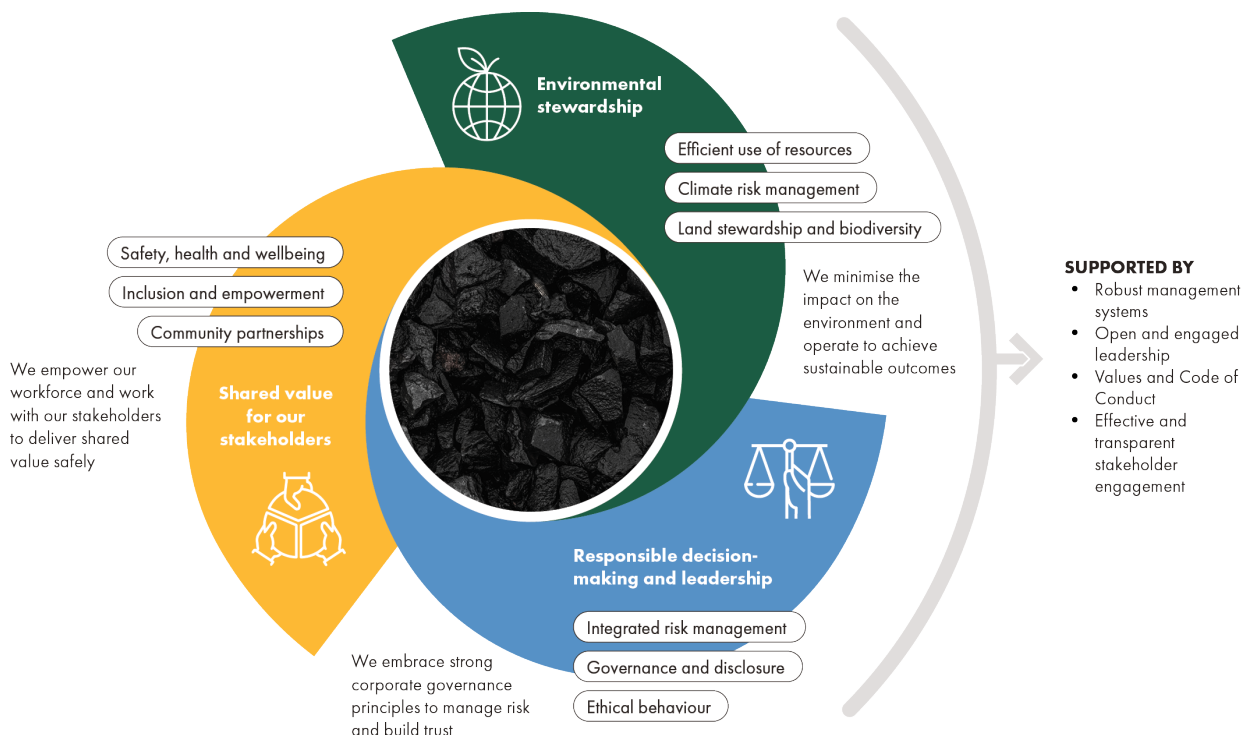 Environmental
stewardship
Efficient use of resources
Climate risk management
Land stewardship and biodiversity
We minimise the
impact on the
environment and
operate to achieve
sustainable outcomes
Safety, health and wellbeing
Inclusion and empowerment
Community partnerships
We empower our
workforce and work
with our stakeholders
to deliver shared
value safely
Shared value
for our
stakeholders
Responsible decision-
making and leadership
Integrated risk management
Governance and disclosure
Ethical behaviour
We embrace strong
corporate governance
principles to manage risk
and build trust
SUPPORTED BY
• Robust management
systems
• Open and engaged
leadership
• Values and Code of
Conduct
• Effective and
transparent
stakeholder
engagement